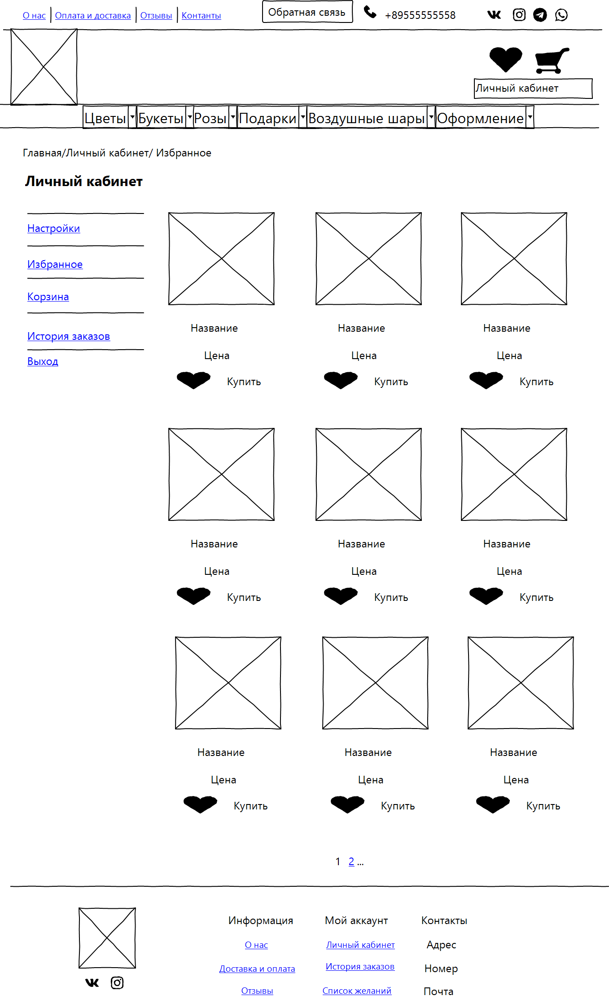 О нас Оплата и доставка Отзывы Контанты Обратная связь +89555555558
Личный кабинет
Цветы Букеты Розы Подарки Воздушные шары Оформление
Главная/Личный кабинет/ Избранное
Личный кабинет
Настройки
Избранное
Корзина
История заказов
Выход
Название Название Название
Цена Цена Цена
Купить Купить Купить
Название Название Название
Цена Цена Цена
Купить Купить Купить
Название Название Название
Цена Цена Цена
Купить Купить Купить
1 2 ...
Информация Мой аккаунт Контакты
О нас Личный кабинет Адрес
Доставка и оплата История заказов Номер
Отзывы Список желаний Почта